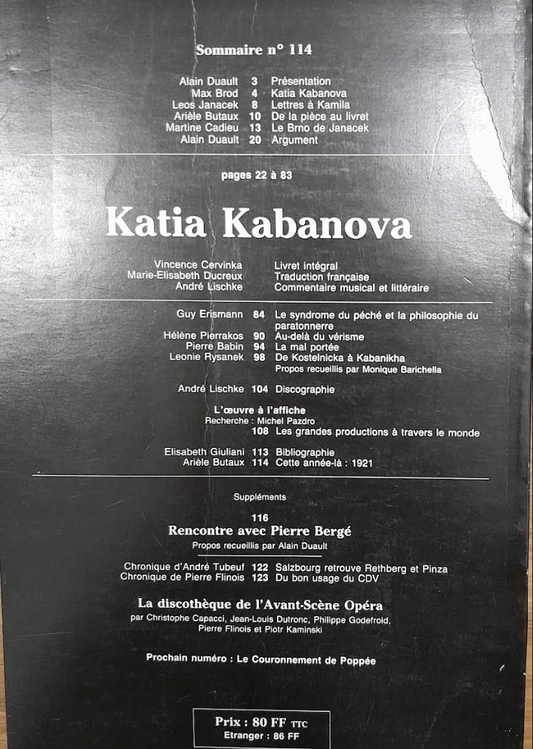 Sommaire n° 114
Alain Duault 3 Présentation
Max Brod 4 Katia Kabanova
Leos Janacek 8 Lettres à Kamila
Arièle Butaux 10 De la pièce au livret
Martine Cadieu 13 Le Brno de Janacek
Alain Duault 20 Argument
pages 22 à 83
Katia Kabanova
Vincence Cervinka Livret intégral
Marie-Elisabeth Ducreux Traduction française
André Lischke Commentaire musical et littéraire
Guy Erismann 84 Le syndrome du péché et la philosophie du
paratonnerre
Hélène Pierrakos 90 Au-delà du vérisme
Pierre Babin 94 La mal portée
Leonie Rysanek 98 De Kostelnicka à Kabanikha
Propos recueillis par Monique Barichella
André Lischke 104 Discographie
L'œuvre à l'affiche
Recherche : Michel Pazdro
108 Les grandes productions à travers le monde
Elisabeth Giuliani 113 Bibliographie
Arièle Butaux 114 Cette année-là : 1921
Suppléments
116
Rencontre avec Pierre Bergé
Propos recueillis par Alain Duault
Chronique d'André Tubeuf 122 Salzbourg retrouve Rethberg et Pinza
Chronique de Pierre Flinois 123 Du bon usage du CDV
La discothèque de l'Avant-Scène Opéra
par Christophe Capacci, Jean-Louis Dutronc, Philippe Godefroid,
Pierre Flinois et Piotr Kaminski
Prochain numéro : Le Couronnement de Poppée
Prix : 80 FF TTC
Etranger : 86 FF